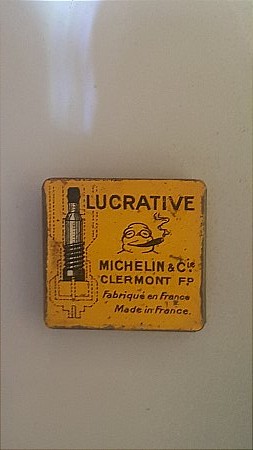 LUCRATIVE
MICHELIN & Cie
CLERMONT FD
Fabriqué en France
Made in France.